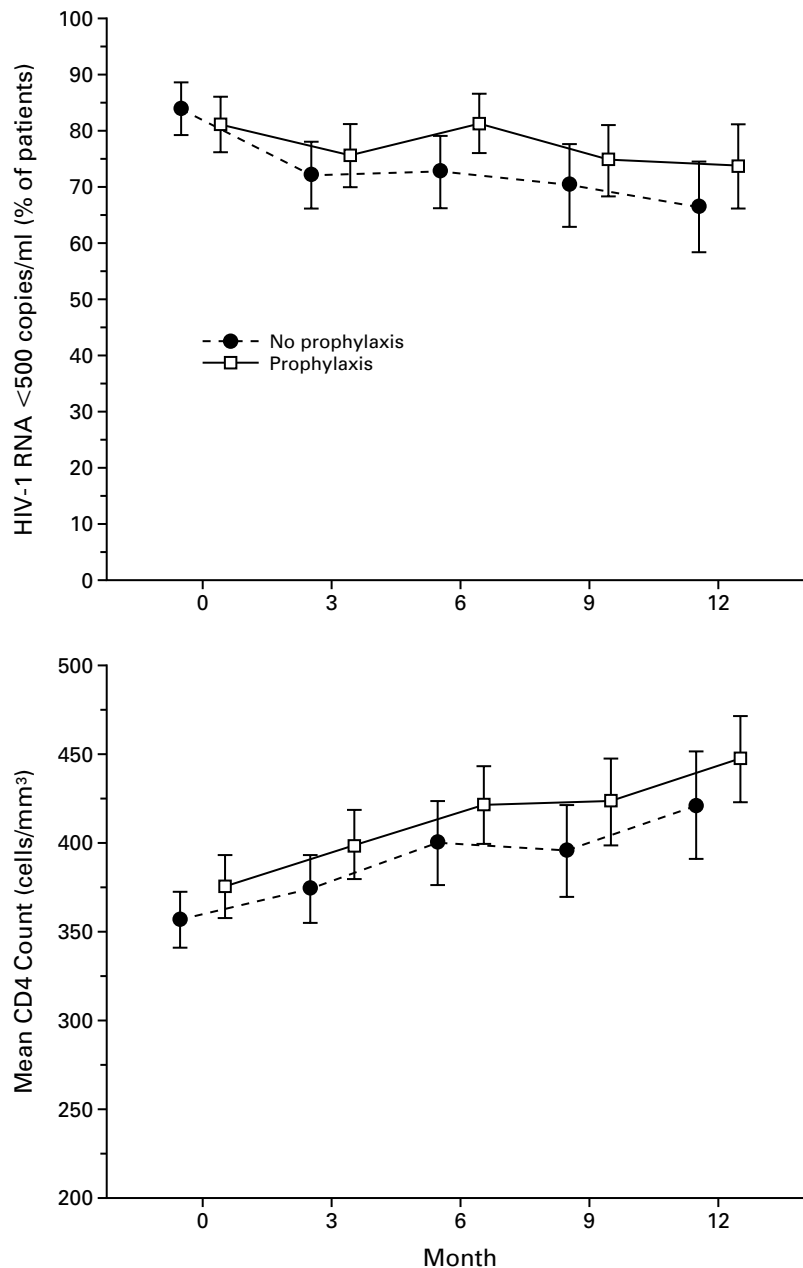 HIV-1 RNA <500 copies/ml (% of patients)
100
90
80
70
60
50
40
30
20
10
0
No prophylaxis
Prophylaxis
0 3 6 9 12
Mean CD4 Count (cells/mm³)
500
450
400
350
300
250
200
0 3 6 9 12
Month